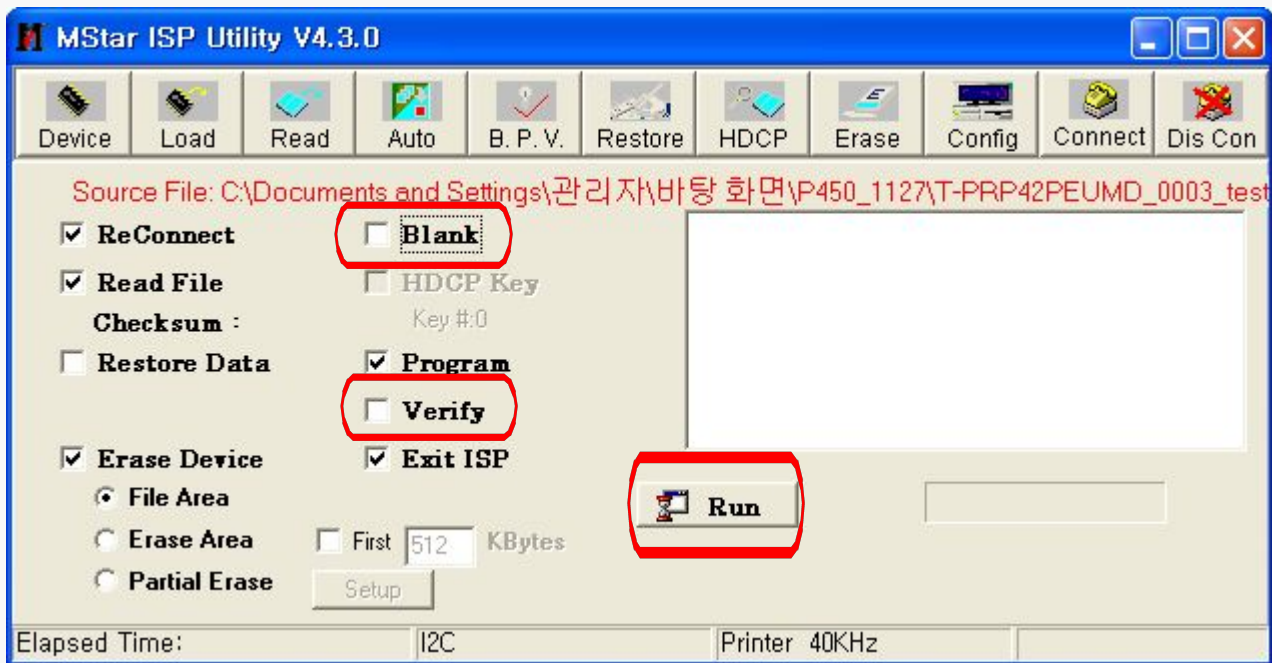 MStar ISP Utility V4.3.0
Device Load Read Auto B. P. V. Restore HDCP Erase Config Connect Dis Con
Source File: C:\Documents and Settings\관리자\바탕 화면\P450_1127\T-PRP42PEUMD_0003_test
ReConnect Blank
Read File HDCP Key
Checksum : Key #:0
Restore Data Program
Verify
Erase Device Exit ISP
File Area Run
Erase Area First 512 KBytes
Partial Erase Setup
Elapsed Time: I2C Printer 40KHz